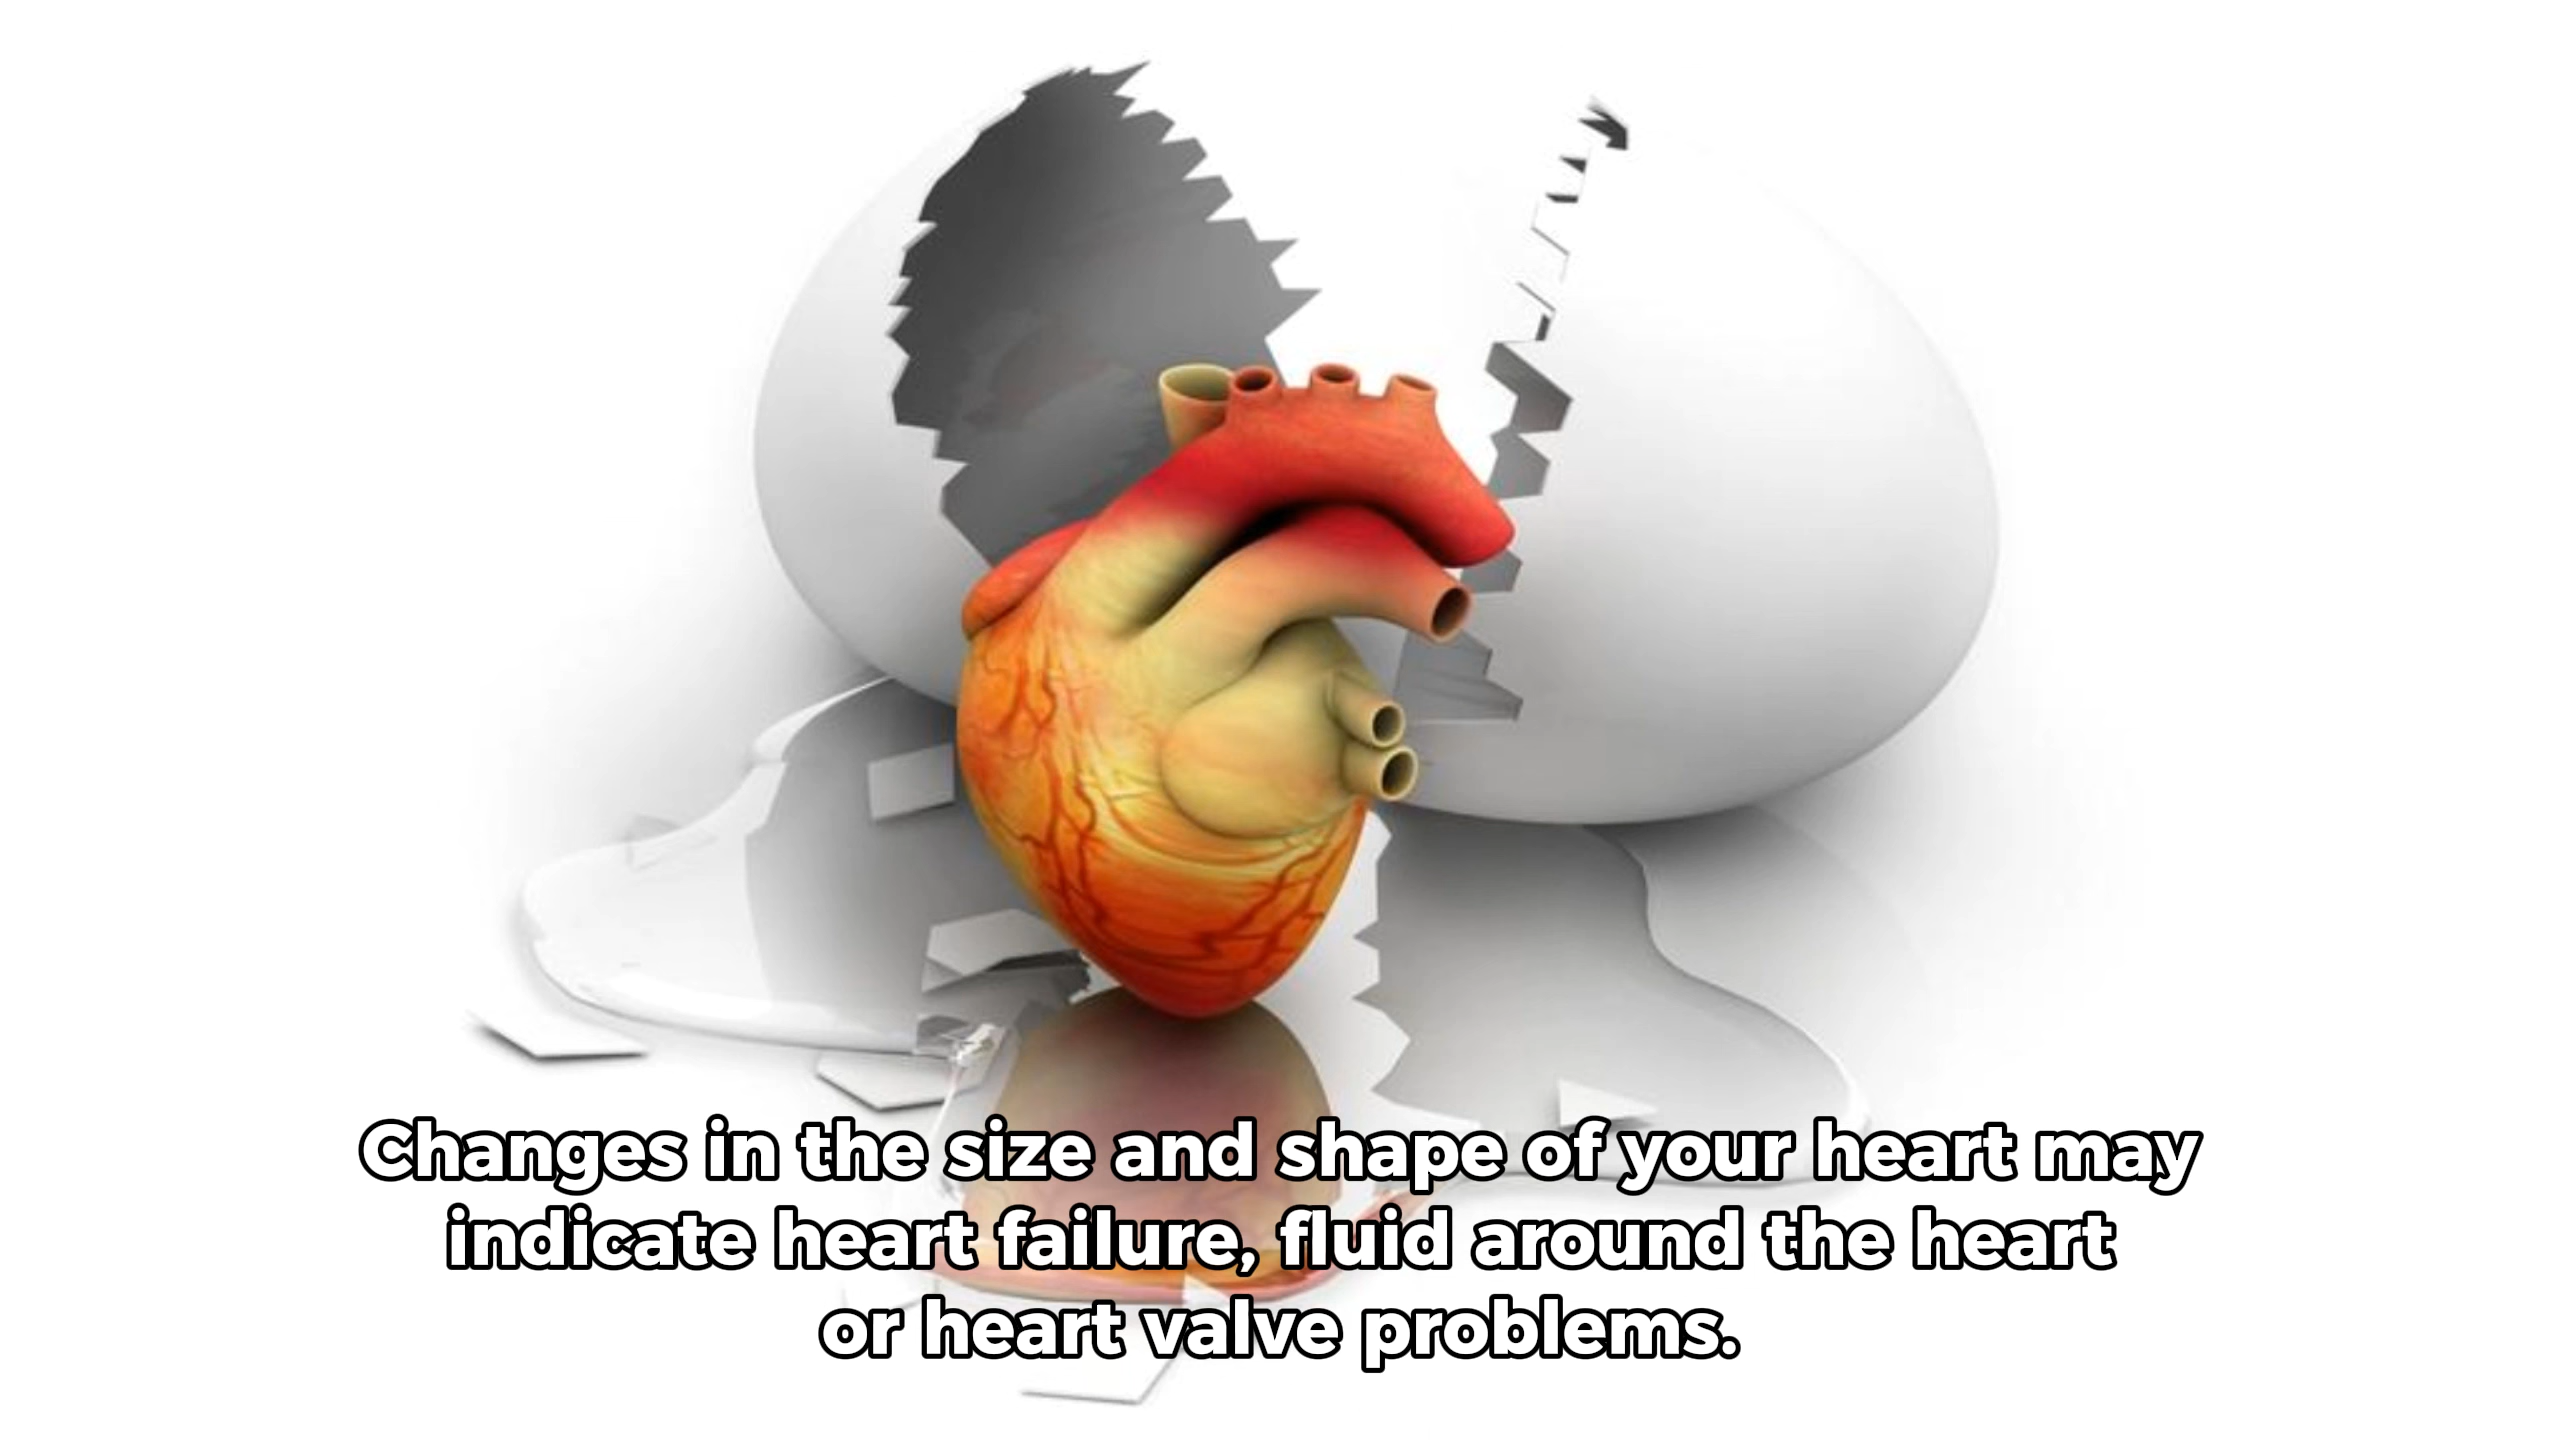 Changes in the size and shape of your heart may
indicate heart failure, fluid around the heart
or heart valve problems.